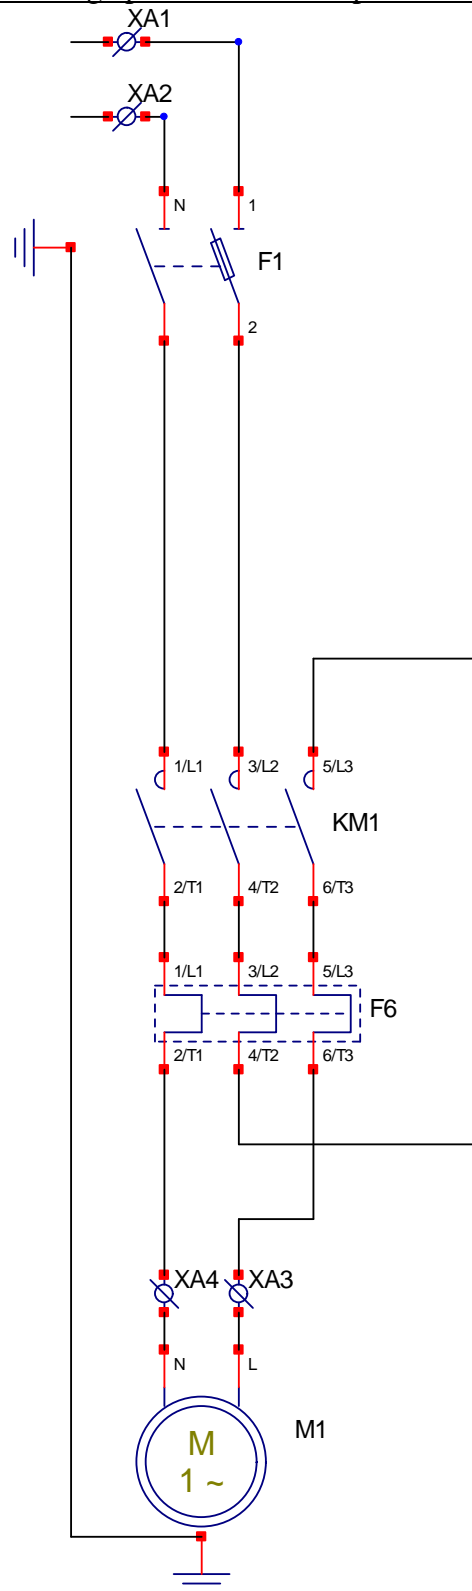 XA1
XA2
N 1
F1
2
1/L1 3/L2 5/L3
KM1
2/T1 4/T2 6/T3
1/L1 3/L2 5/L3
F6
2/T1 4/T2 6/T3
XA4 XA3
N L
M1
M
1 ~